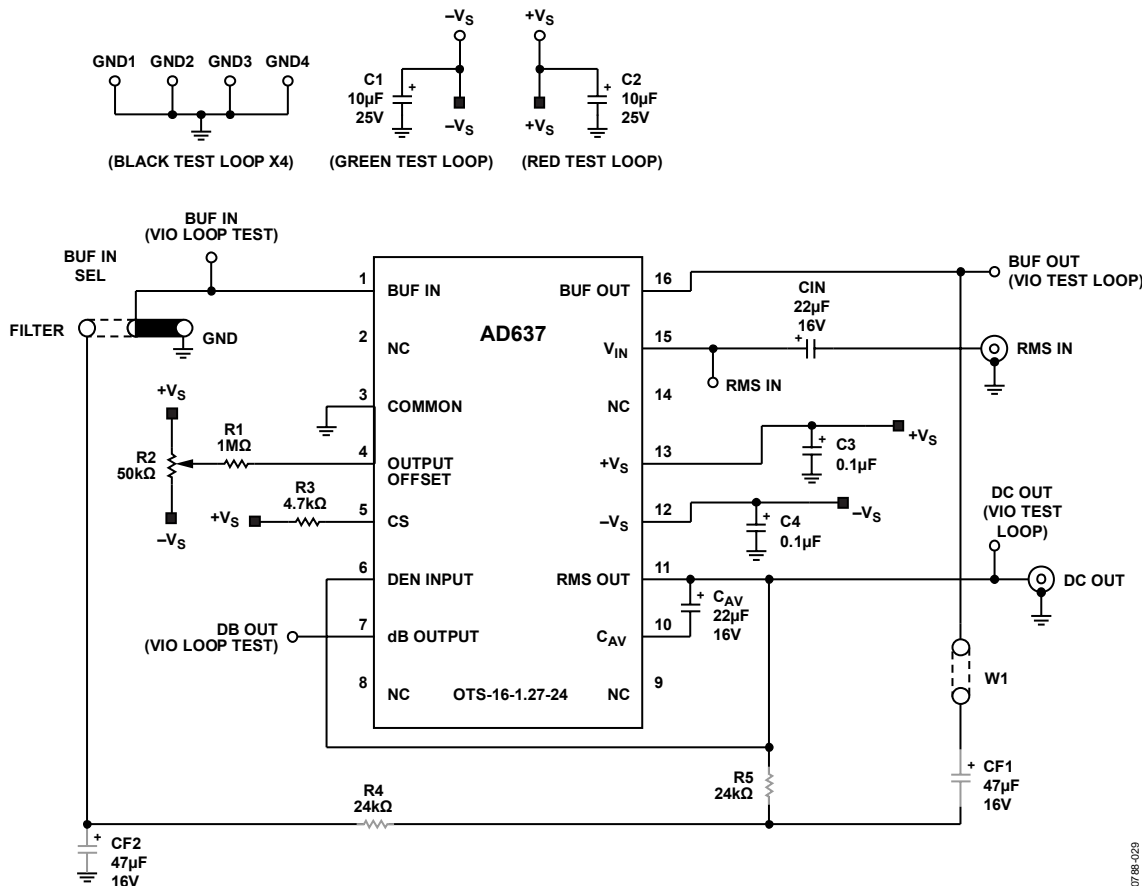 –VS
+VS
GND1 GND2 GND3 GND4
C1
10µF
25V
C2
10µF
25V
–VS
+VS
(BLACK TEST LOOP X4)
(GREEN TEST LOOP)
(RED TEST LOOP)
BUF IN
(VIO LOOP TEST)
BUF IN
SEL
FILTER
GND
1
BUF IN
2
NC
3
COMMON
4
OUTPUT
OFFSET
5
CS
6
DEN INPUT
7
dB OUTPUT
8
NC
AD637
OTS-16-1.27-24
16
BUF OUT
15
VIN
14
NC
13
+VS
12
–VS
11
RMS OUT
10
CAV
9
NC
BUF OUT
(VIO TEST LOOP)
CIN
22µF
16V
RMS IN
RMS IN
+VS
C3
0.1µF
–VS
C4
0.1µF
DC OUT
(VIO TEST
LOOP)
DC OUT
CAV
22µF
16V
+VS
R2
50kΩ
–VS
R1
1MΩ
R3
4.7kΩ
+VS
DB OUT
(VIO LOOP TEST)
W1
CF1
47µF
16V
R5
24kΩ
R4
24kΩ
CF2
47µF
16V
0788-029